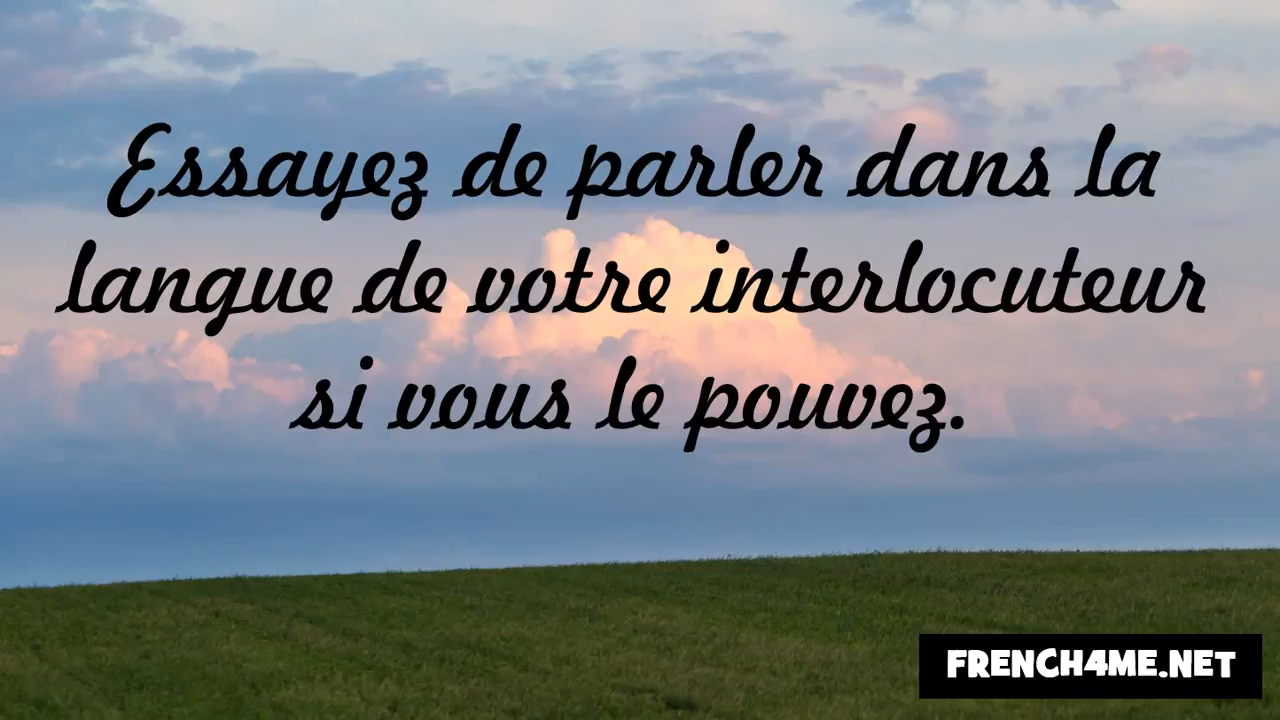 Essayez de parler dans la
langue de votre interlocuteur
si vous le pouvez.
FRENCH4ME.NET